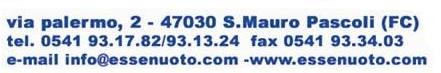 via palermo, 2 - 47030 S.Mauro Pascoli (FC)
tel. 0541 93.17.82/93.13.24 fax 0541 93.34.03
e-mail info@essenuoto.com -www.essenuoto.com